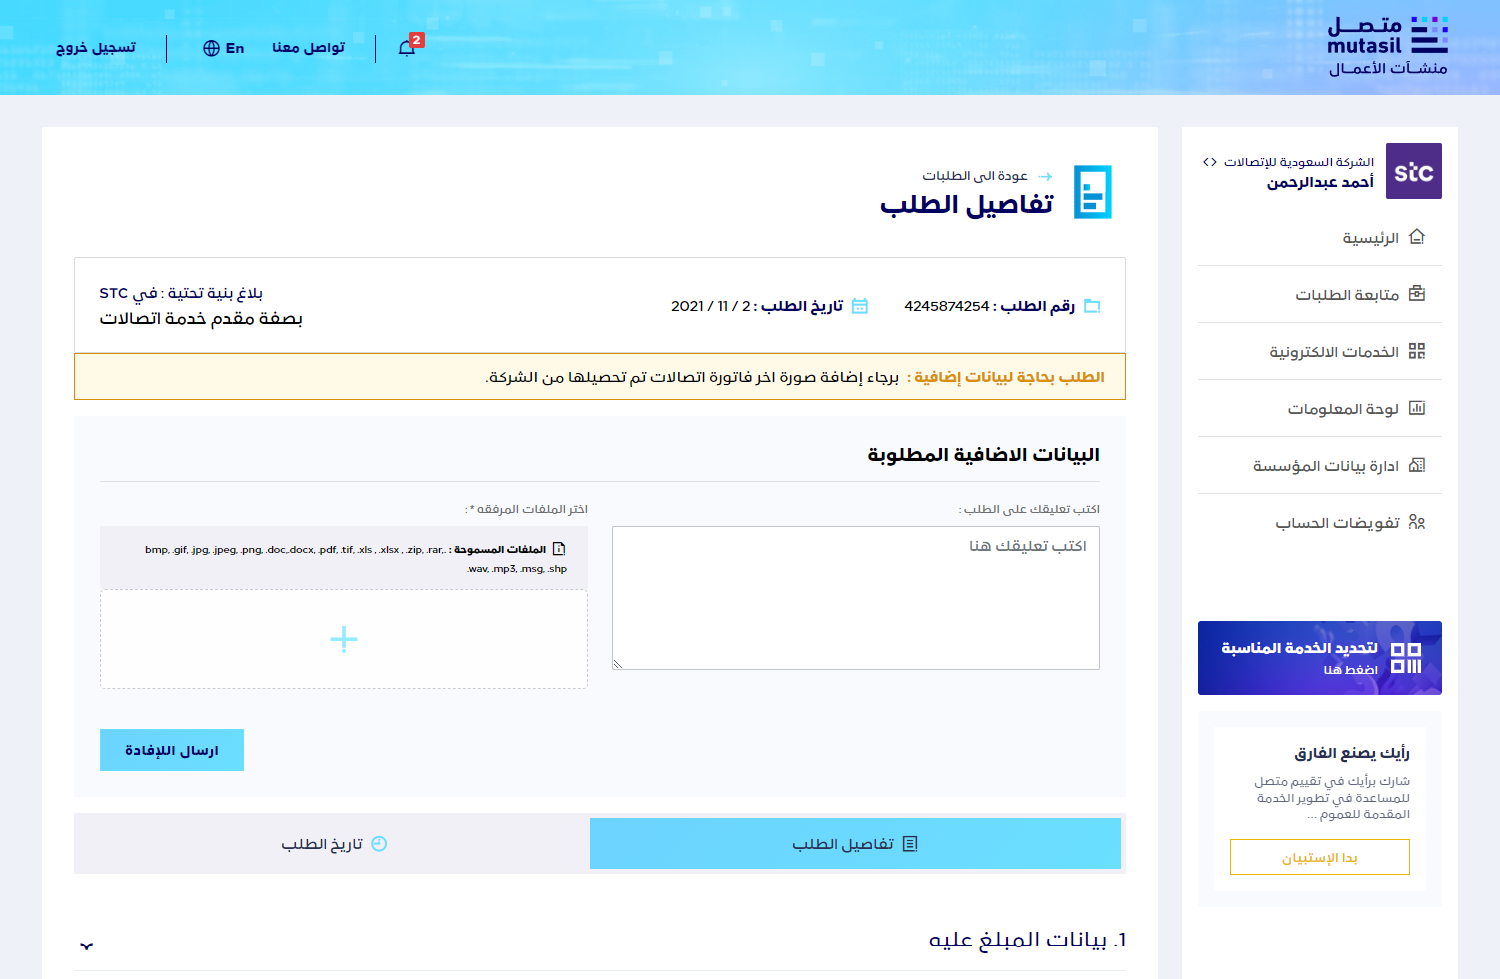 متصل
mutasil
منشآت الأعمال
2
تواصل معنا
En
تسجيل خروج
stc
الشركة السعودية للإتصالات
أحمد عبدالرحمن
الرئيسية
متابعة الطلبات
الخدمات الالكترونية
لوحة المعلومات
ادارة بيانات المؤسسة
تفويضات الحساب
لتحديد الخدمة المناسبة
اضغط هنا
رأيك يصنع الفارق
شارك برأيك في تقييم متصل
للمساعدة في تطوير الخدمة
المقدمة للعموم ...
بدا الإستبيان
عودة الى الطلبات
تفاصيل الطلب
رقم الطلب : 4245874254
تاريخ الطلب : 2 / 11 / 2021
بلاغ بنية تحتية : في STC
بصفة مقدم خدمة اتصالات
الطلب بحاجة لبيانات إضافية : برجاء إضافة صورة اخر فاتورة اتصالات تم تحصيلها من الشركة.
البيانات الاضافية المطلوبة
اكتب تعليقك على الطلب :
اكتب تعليقك هنا
اختر الملفات المرفقه * :
الملفات المسموحة : .bmp, .gif, .jpg, .jpeg, .png, .doc,.docx, .pdf, .tif, .xls , .xlsx , .zip, .rar,
.wav, .mp3, .msg, .shp
ارسال اللإفادة
تفاصيل الطلب
تاريخ الطلب
1. بيانات المبلغ عليه